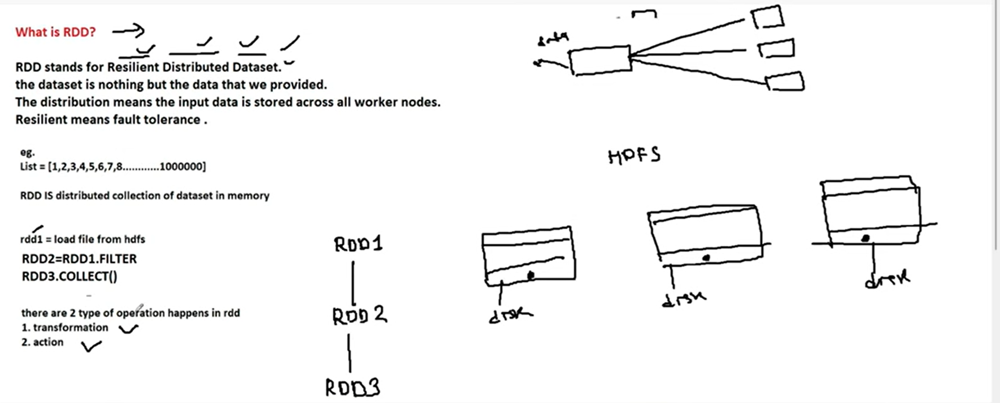 What is RDD?
RDD stands for Resilient Distributed Dataset.
the dataset is nothing but the data that we provided.
The distribution means the input data is stored across all worker nodes.
Resilient means fault tolerance .
eg.
List = [1,2,3,4,5,6,7,8............1000000]
RDD IS distributed collection of dataset in memory
rdd1 = load file from hdfs
RDD2=RDD1.FILTER
RDD3.COLLECT()
there are 2 type of operation happens in rdd
1. transformation
2. action
RDD1
RDD2
RDD3
data
HDFS
disk
disk
disk